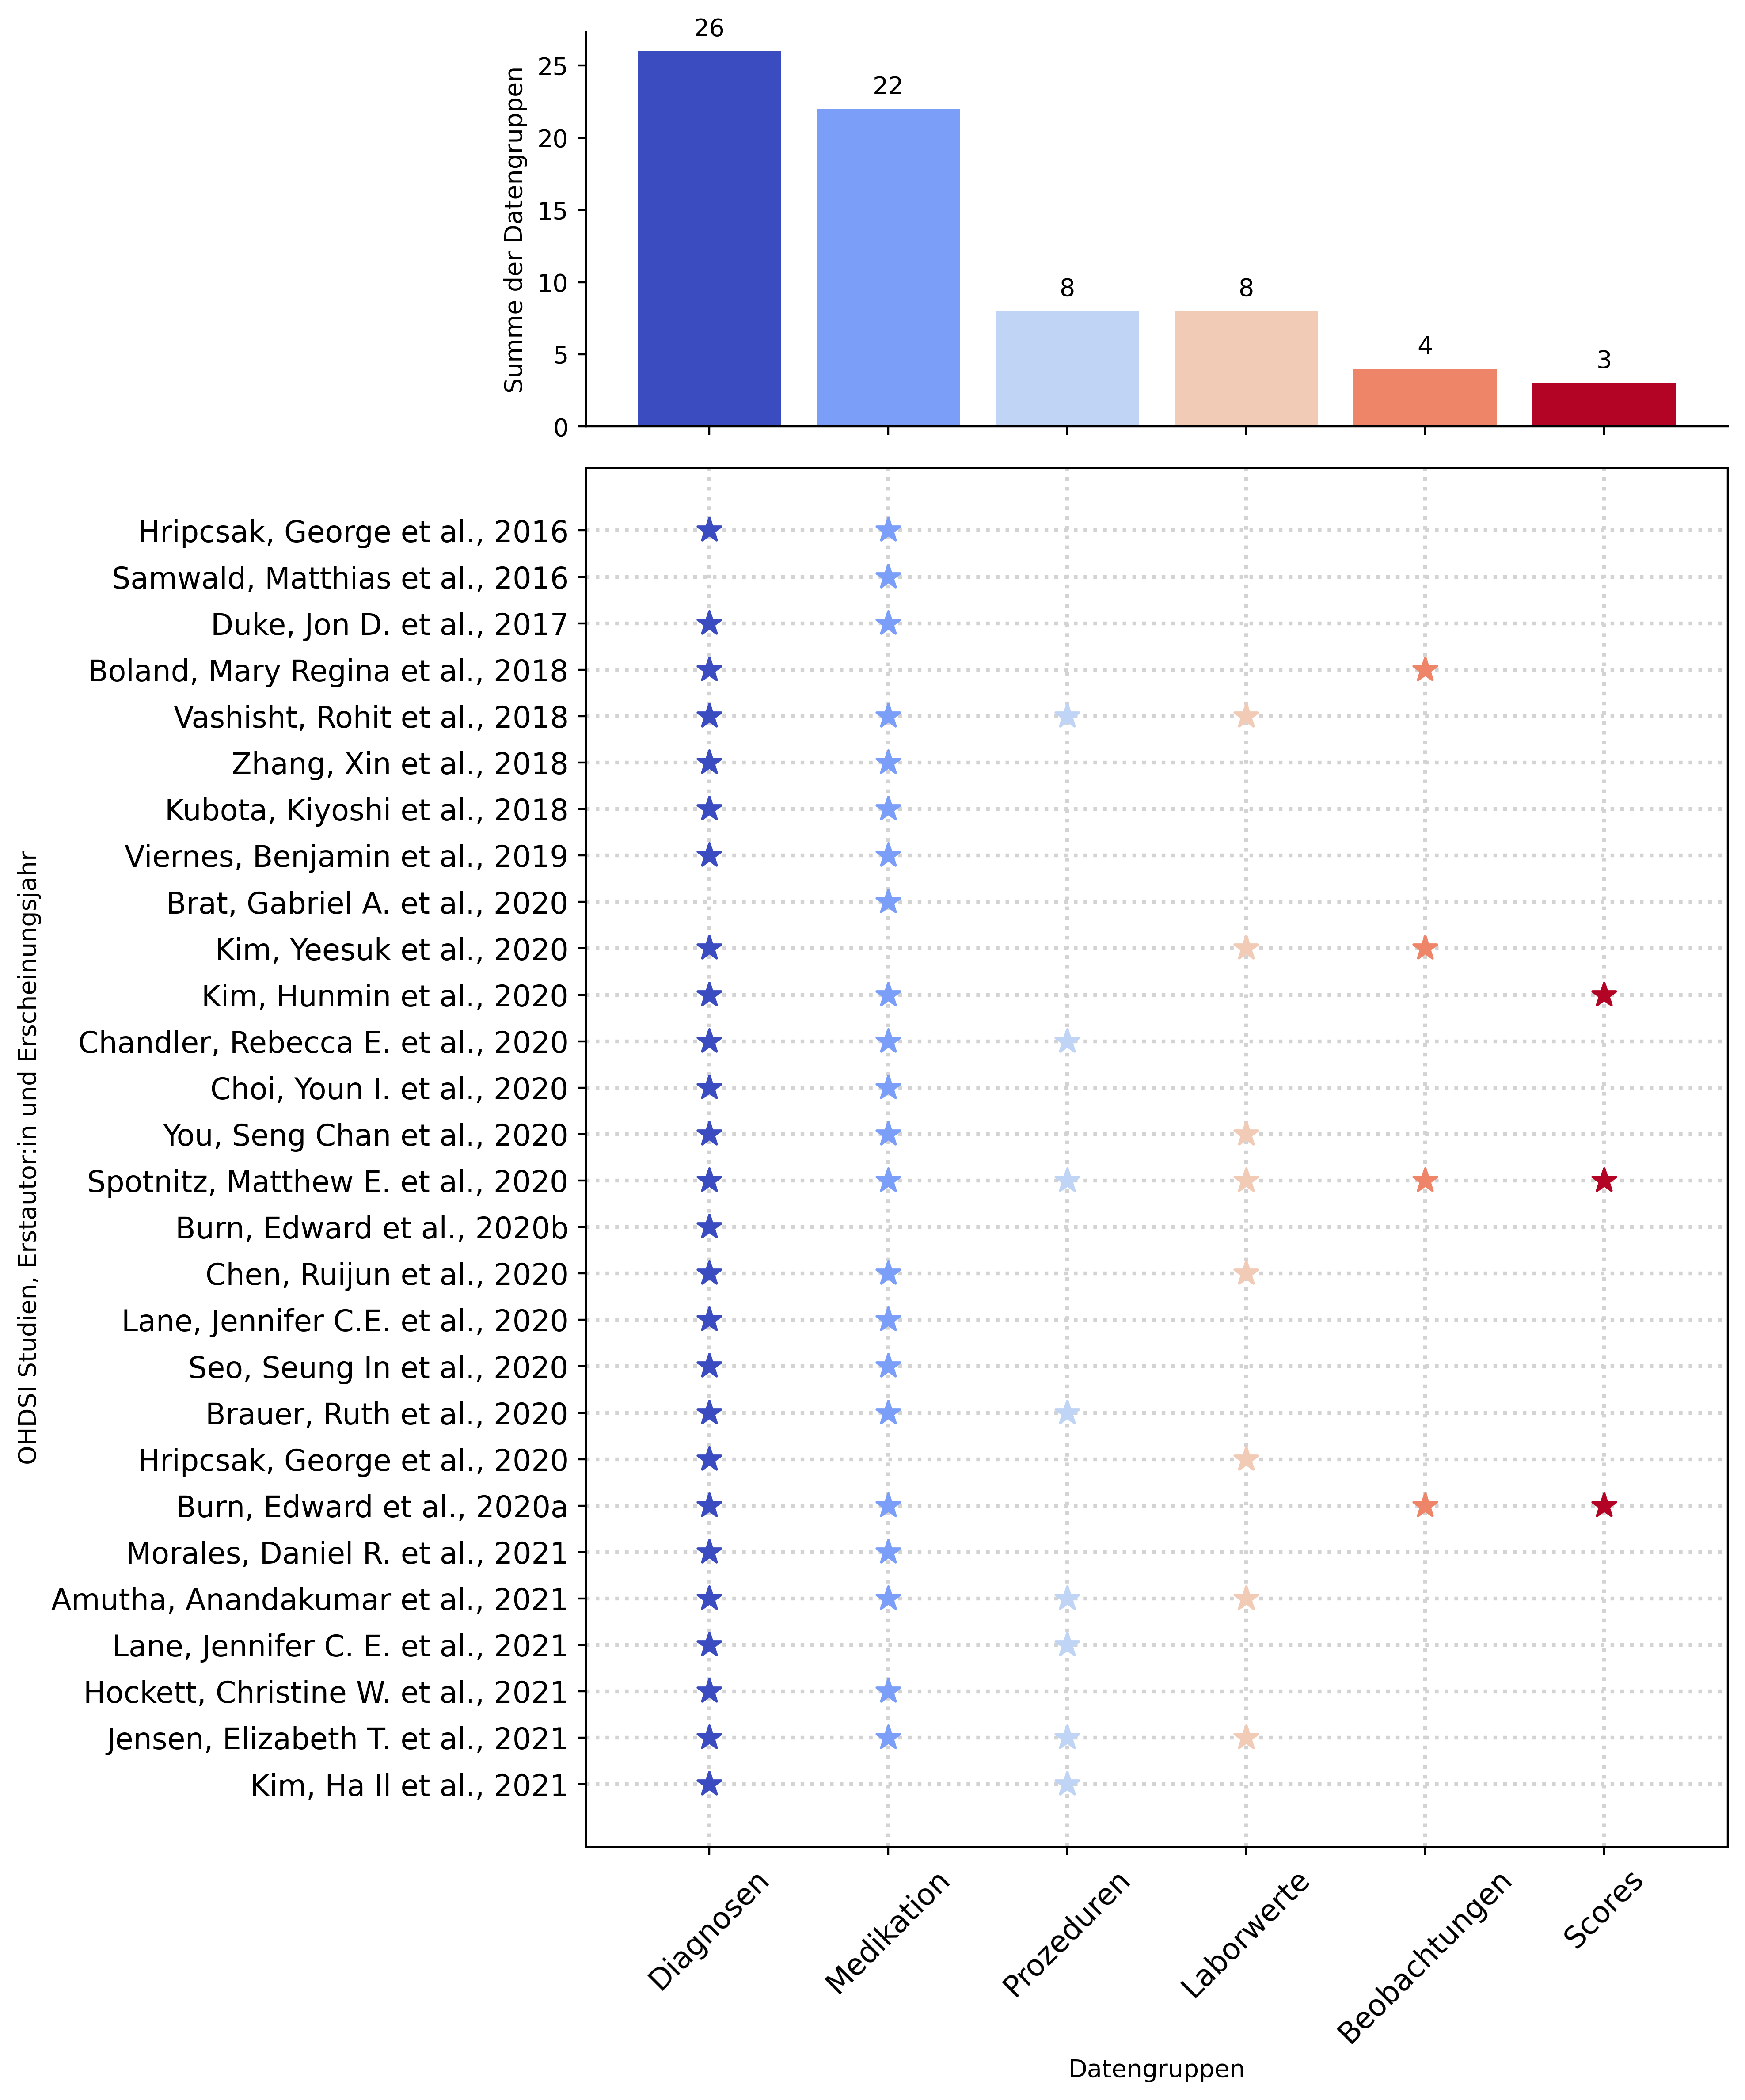 26
22
8
8
4
3
25
20
15
10
5
0
Summe der Datengruppen
Hripcsak, George et al., 2016
Samwald, Matthias et al., 2016
Duke, Jon D. et al., 2017
Boland, Mary Regina et al., 2018
Vashisht, Rohit et al., 2018
Zhang, Xin et al., 2018
Kubota, Kiyoshi et al., 2018
Viernes, Benjamin et al., 2019
Brat, Gabriel A. et al., 2020
Kim, Yeesuk et al., 2020
Kim, Hunmin et al., 2020
Chandler, Rebecca E. et al., 2020
Choi, Youn I. et al., 2020
You, Seng Chan et al., 2020
Spotnitz, Matthew E. et al., 2020
Burn, Edward et al., 2020b
Chen, Ruijun et al., 2020
Lane, Jennifer C.E. et al., 2020
Seo, Seung In et al., 2020
Brauer, Ruth et al., 2020
Hripcsak, George et al., 2020
Burn, Edward et al., 2020a
Morales, Daniel R. et al., 2021
Amutha, Anandakumar et al., 2021
Lane, Jennifer C. E. et al., 2021
Hockett, Christine W. et al., 2021
Jensen, Elizabeth T. et al., 2021
Kim, Ha Il et al., 2021
OHDSI Studien, Erstautor:in und Erscheinungsjahr
Diagnosen
Medikation
Prozeduren
Laborwerte
Beobachtungen
Scores
Datengruppen